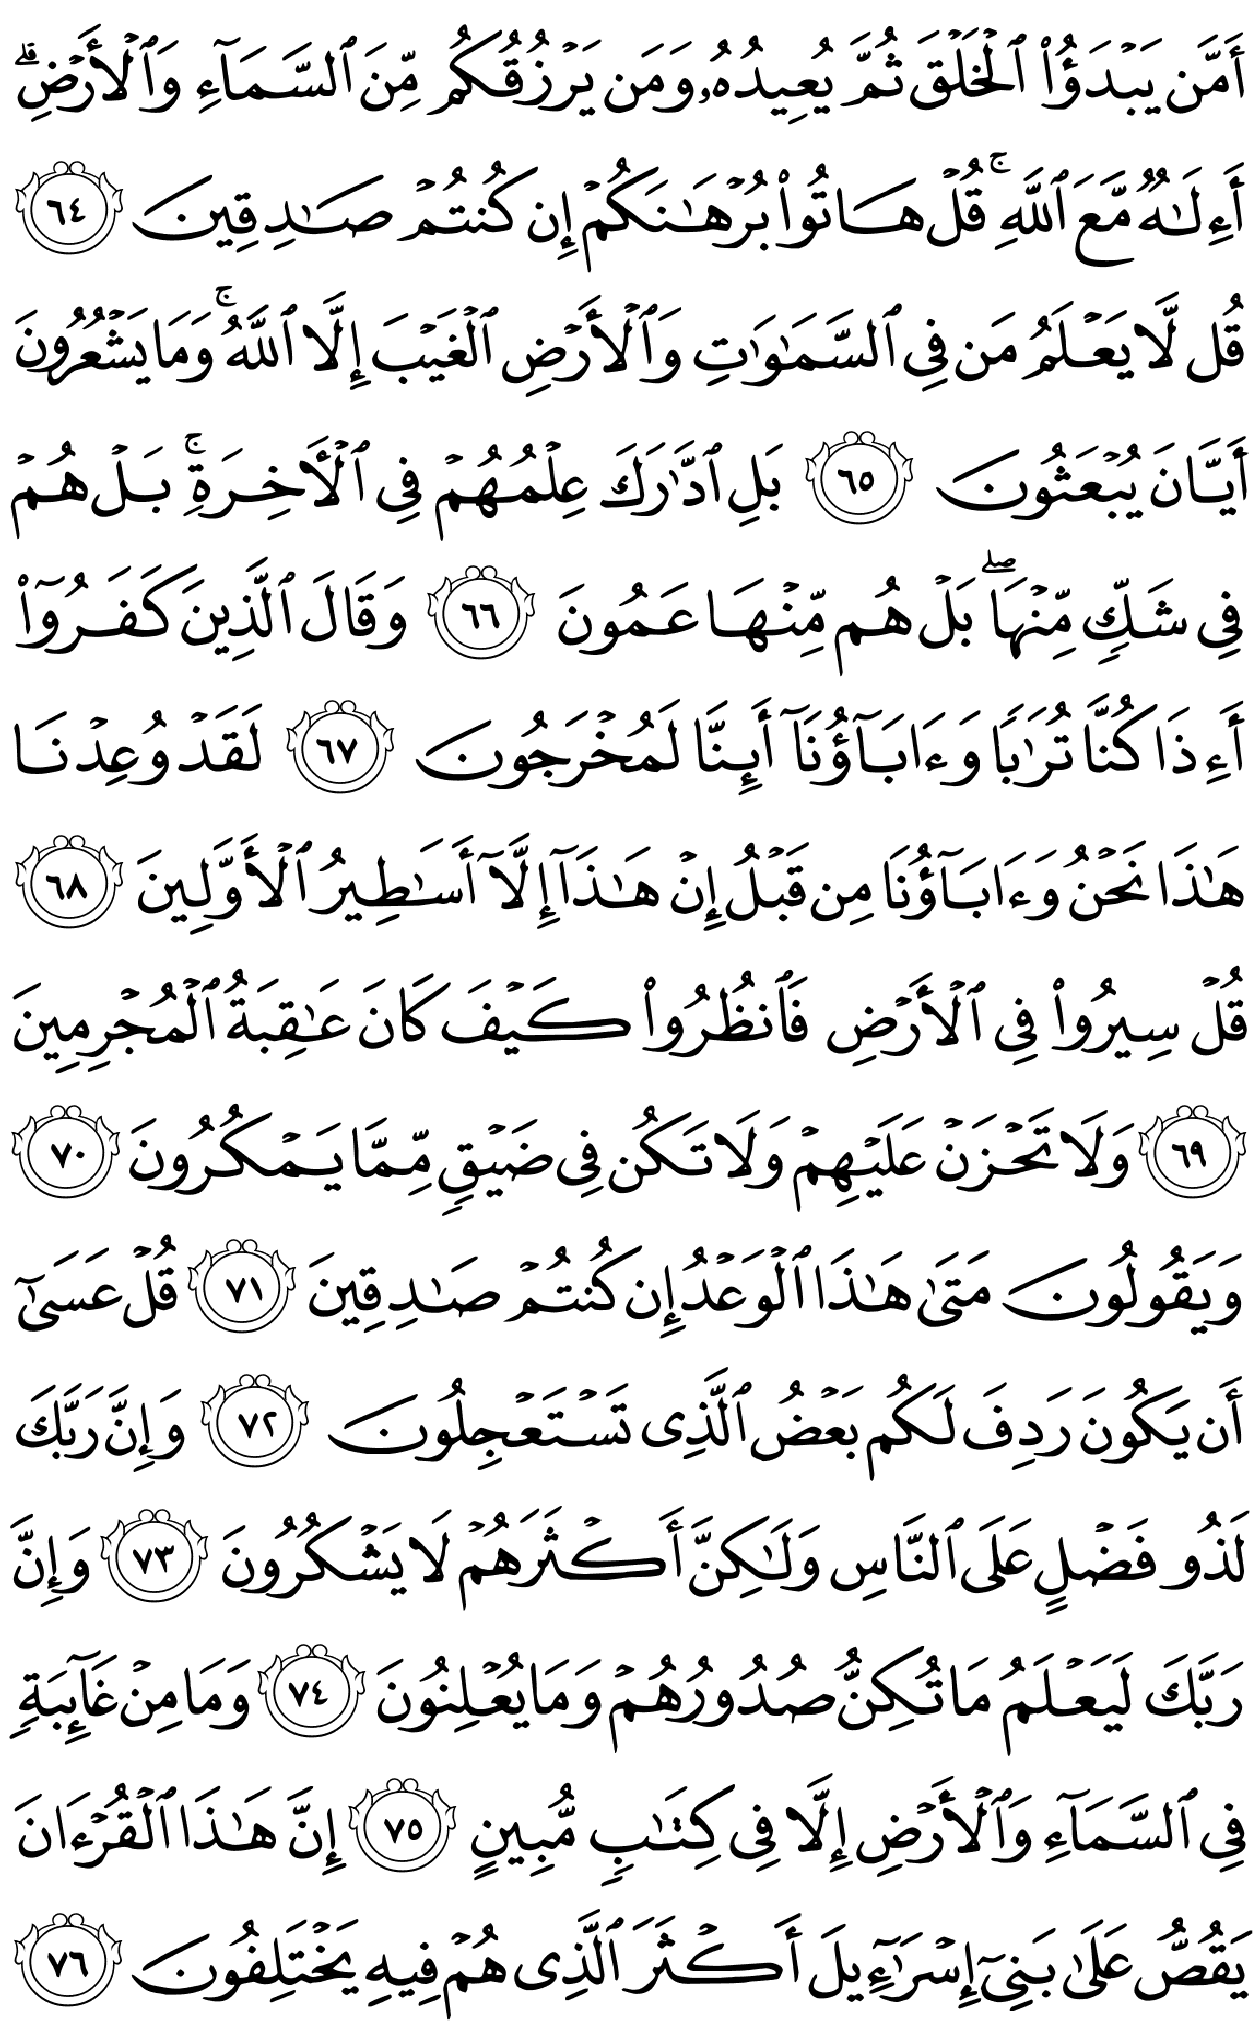 أَمَّن يَبۡدَؤُاْ ٱلۡخَلۡقَ ثُمَّ يُعِيدُهُۥ وَمَن يَرۡزُقُكُم مِّنَ ٱلسَّمَآءِ وَٱلۡأَرۡضِۗ
أَءِلَٰهٞ مَّعَ ٱللَّهِۚ قُلۡ هَاتُواْ بُرۡهَٰنَكُمۡ إِن كُنتُمۡ صَٰدِقِينَ ٦٤
قُل لَّا يَعۡلَمُ مَن فِي ٱلسَّمَٰوَٰتِ وَٱلۡأَرۡضِ ٱلۡغَيۡبَ إِلَّا ٱللَّهُۚ وَمَا يَشۡعُرُونَ
أَيَّانَ يُبۡعَثُونَ ٦٥ بَلِ ٱدَّٰرَكَ عِلۡمُهُمۡ فِي ٱلۡأٓخِرَةِۚ بَلۡ هُمۡ
فِي شَكّٖ مِّنۡهَاۖ بَلۡ هُم مِّنۡهَا عَمُونَ ٦٦ وَقَالَ ٱلَّذِينَ كَفَرُوٓاْ
أَءِذَا كُنَّا تُرَٰبٗا وَءَابَآؤُنَآ أَئِنَّا لَمُخۡرَجُونَ ٦٧ لَقَدۡ وُعِدۡنَا
هَٰذَا نَحۡنُ وَءَابَآؤُنَا مِن قَبۡلُ إِنۡ هَٰذَآ إِلَّآ أَسَٰطِيرُ ٱلۡأَوَّلِينَ ٦٨
قُلۡ سِيرُواْ فِي ٱلۡأَرۡضِ فَٱنظُرُواْ كَيۡفَ كَانَ عَٰقِبَةُ ٱلۡمُجۡرِمِينَ
٦٩ وَلَا تَحۡزَنۡ عَلَيۡهِمۡ وَلَا تَكُن فِي ضَيۡقٖ مِّمَّا يَمۡكُرُونَ ٧٠
وَيَقُولُونَ مَتَىٰ هَٰذَا ٱلۡوَعۡدُ إِن كُنتُمۡ صَٰدِقِينَ ٧١ قُلۡ عَسَىٰٓ
أَن يَكُونَ رَدِفَ لَكُم بَعۡضُ ٱلَّذِي تَسۡتَعۡجِلُونَ ٧٢ وَإِنَّ رَبَّكَ
لَذُو فَضۡلٍ عَلَى ٱلنَّاسِ وَلَٰكِنَّ أَكۡثَرَهُمۡ لَا يَشۡكُرُونَ ٧٣ وَإِنَّ
رَبَّكَ لَيَعۡلَمُ مَا تُكِنُّ صُدُورُهُمۡ وَمَا يُعۡلِنُونَ ٧٤ وَمَا مِنۡ غَآئِبَةٖ
فِي ٱلسَّمَآءِ وَٱلۡأَرۡضِ إِلَّا فِي كِتَٰبٖ مُّبِينٍ ٧٥ إِنَّ هَٰذَا ٱلۡقُرۡءَانَ
يَقُصُّ عَلَىٰ بَنِيٓ إِسۡرَٰٓءِيلَ أَكۡثَرَ ٱلَّذِي هُمۡ فِيهِ يَخۡتَلِفُونَ ٧٦